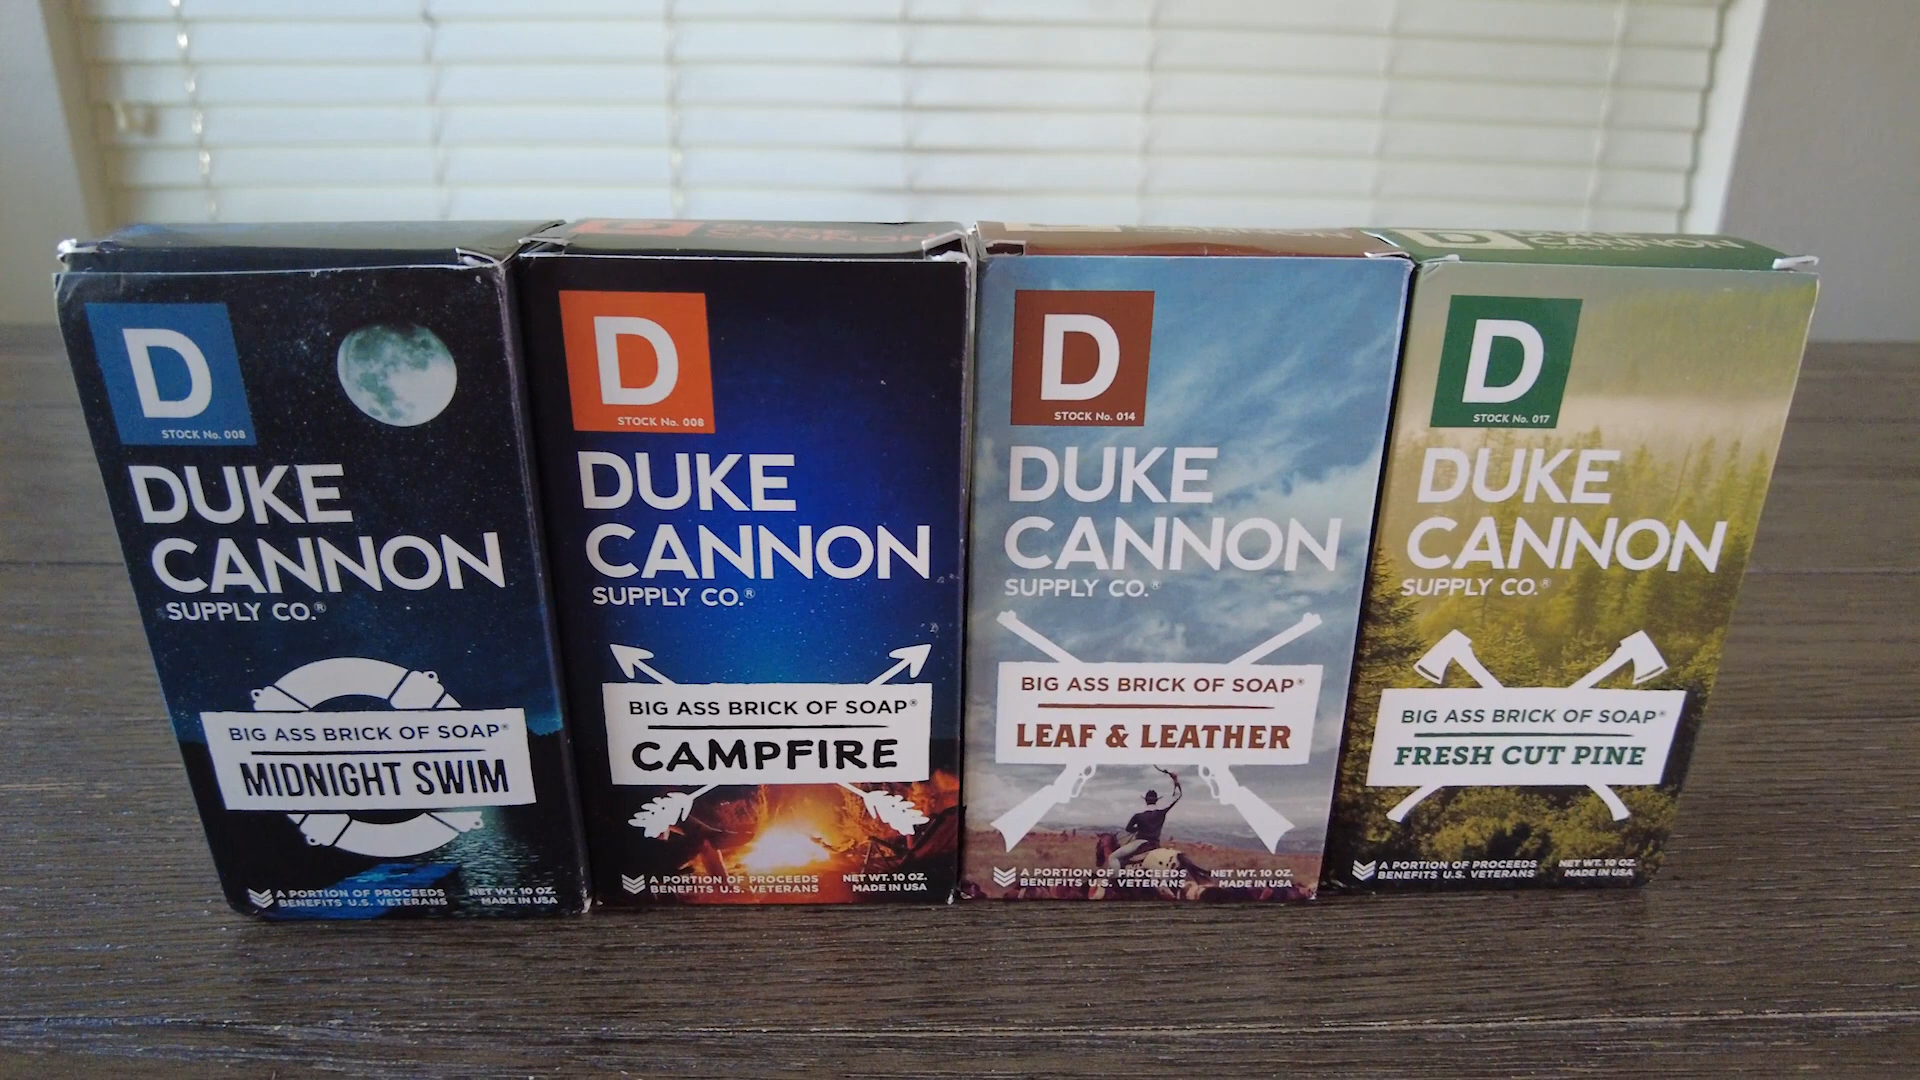 D
STOCK No. 008
DUKE
CANNON
SUPPLY CO.®
BIG ASS BRICK OF SOAP®
MIDNIGHT SWIM
A PORTION OF PROCEEDS
BENEFITS U.S. VETERANS
NET WT. 10 OZ.
MADE IN USA
D
DUKE
CANNON
D
STOCK No. 008
DUKE
CANNON
SUPPLY CO.®
BIG ASS BRICK OF SOAP®
CAMPFIRE
A PORTION OF PROCEEDS
BENEFITS U.S. VETERANS
NET WT. 10 OZ.
MADE IN USA
CANNON
D
STOCK No. 014
DUKE
CANNON
SUPPLY CO.®
BIG ASS BRICK OF SOAP®
LEAF & LEATHER
A PORTION OF PROCEEDS
BENEFITS U.S. VETERANS
NET WT. 10 OZ.
MADE IN USA
D
DUKE
CANNON
D
STOCK No. 017
DUKE
CANNON
SUPPLY CO.®
BIG ASS BRICK OF SOAP®
FRESH CUT PINE
A PORTION OF PROCEEDS
BENEFITS U.S. VETERANS
NET WT. 10 OZ.
MADE IN USA